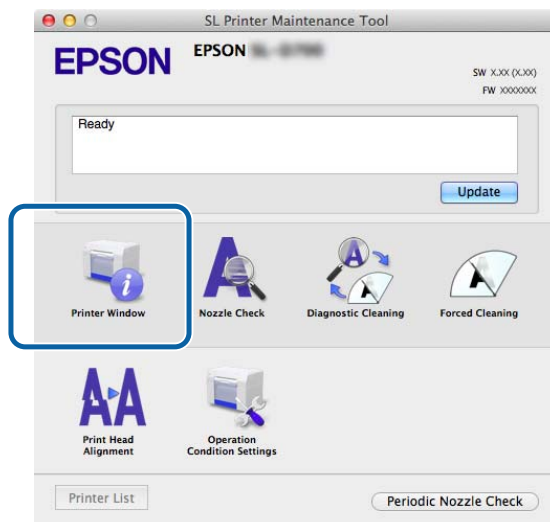 SL Printer Maintenance Tool
EPSON
EPSON
SW X.XX (X.XX)
FW XXXXXXX
Ready
Update
Printer Window
Nozzle Check
Diagnostic Cleaning
Forced Cleaning
Print Head
Alignment
Operation
Condition Settings
Printer List
Periodic Nozzle Check